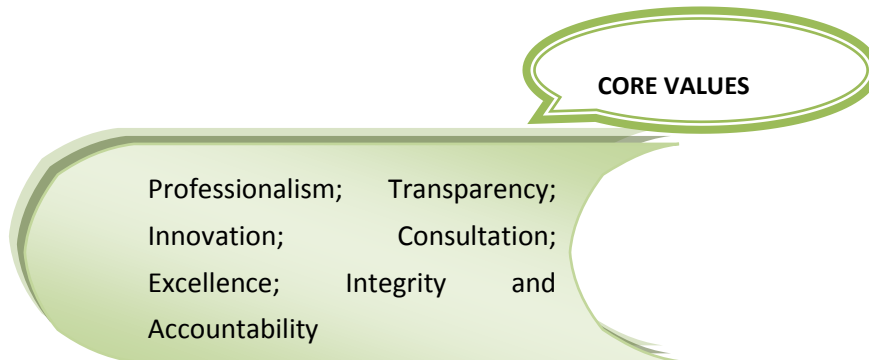 CORE VALUES
Professionalism; Transparency;
Innovation; Consultation;
Excellence; Integrity and
Accountability